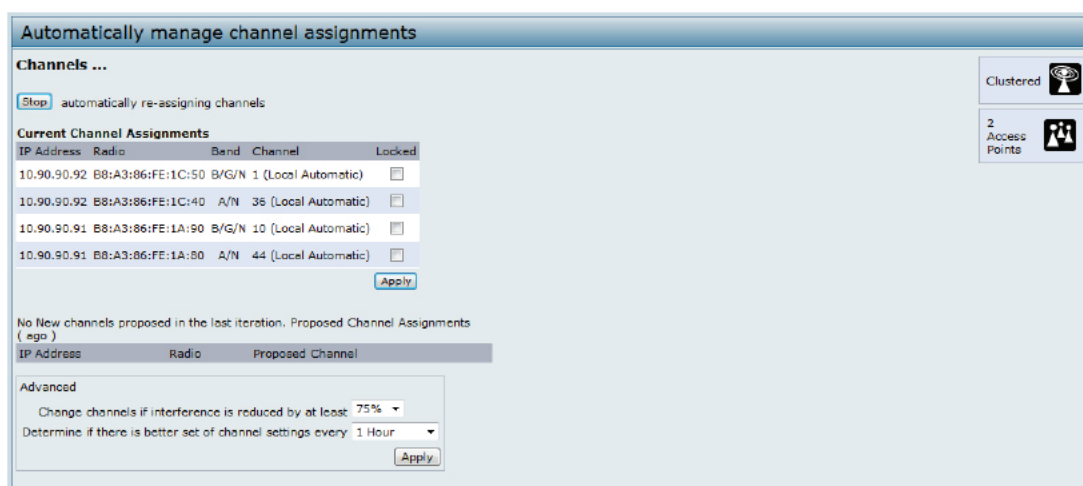 Automatically manage channel assignments
Channels ...
Stop automatically re-assigning channels
Current Channel Assignments
IP Address Radio Band Channel Locked
10.90.90.92 B8:A3:86:FE:1C:50 B/G/N 1 (Local Automatic)
10.90.90.92 B8:A3:86:FE:1C:40 A/N 36 (Local Automatic)
10.90.90.91 B8:A3:86:FE:1A:90 B/G/N 10 (Local Automatic)
10.90.90.91 B8:A3:86:FE:1A:80 A/N 44 (Local Automatic)
Apply
No New channels proposed in the last iteration. Proposed Channel Assignments
( ago )
IP Address Radio Proposed Channel
Advanced
Change channels if interference is reduced by at least 75%
Determine if there is better set of channel settings every 1 Hour
Apply
Clustered
2
Access
Points